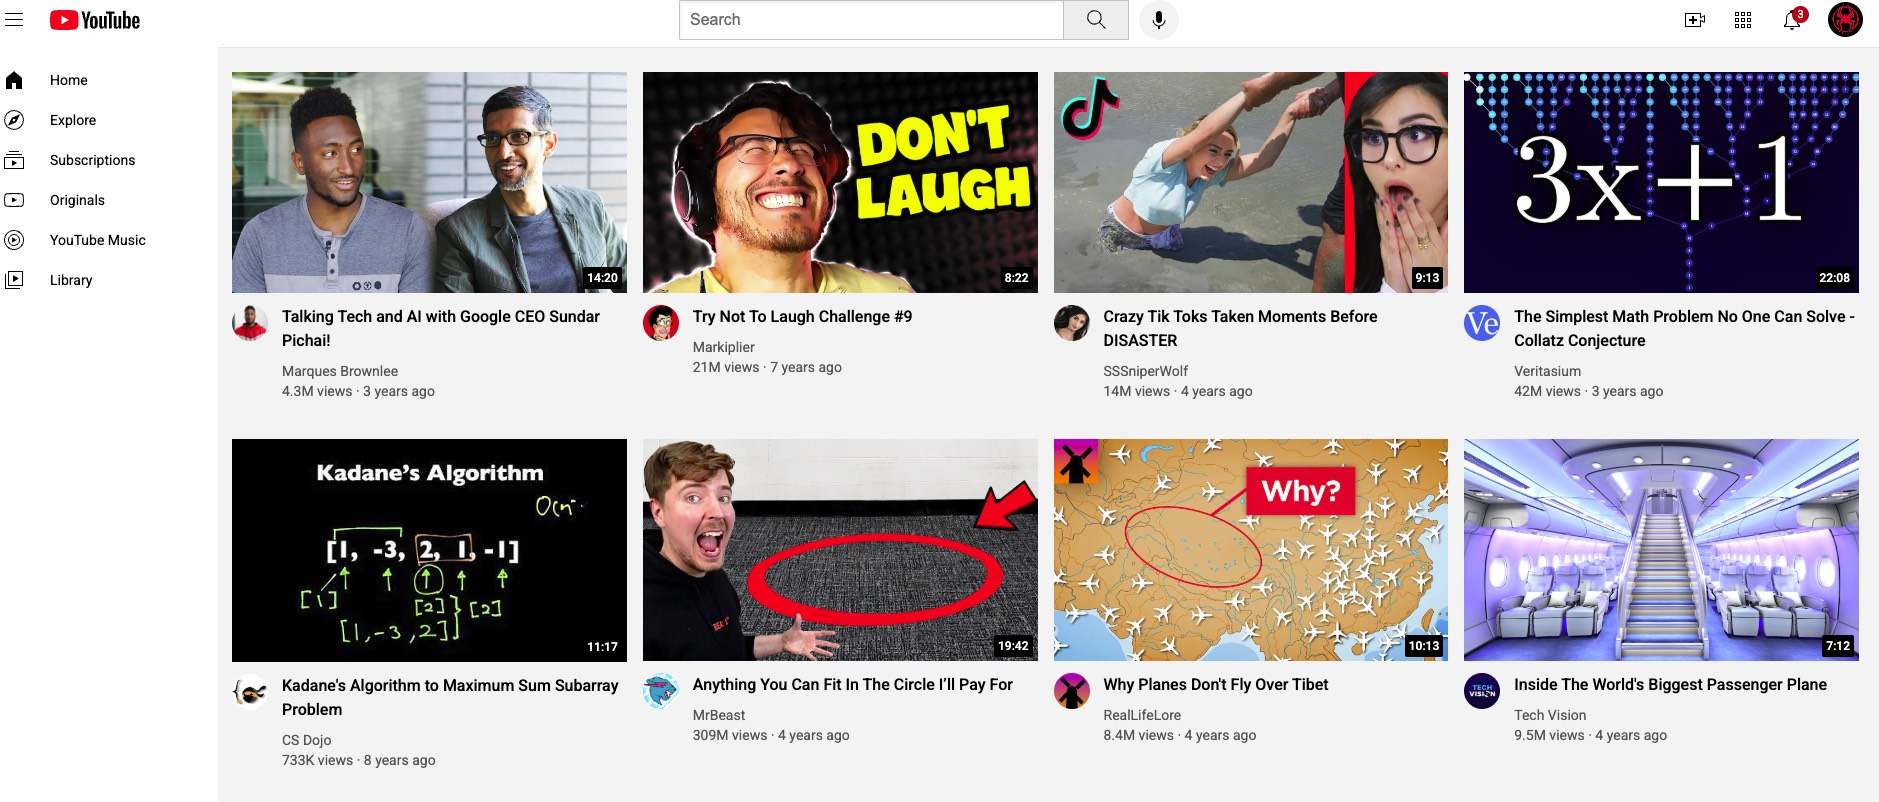 YouTube
Search
3
Home
Explore
Subscriptions
Originals
YouTube Music
Library
14:20
Talking Tech and AI with Google CEO Sundar
Pichai!
Marques Brownlee
4.3M views · 3 years ago
DON'T
LAUGH
8:22
Try Not To Laugh Challenge #9
Markiplier
21M views · 7 years ago
9:13
Crazy Tik Toks Taken Moments Before
DISASTER
SSSniperWolf
14M views · 4 years ago
3x+1
22:08
Ve
The Simplest Math Problem No One Can Solve -
Collatz Conjecture
Veritasium
42M views · 3 years ago
Kadane's Algorithm
[1, -3, 2, 1, -1]
[1]
[2]
[2]
[1, -3, 2]
11:17
Kadane's Algorithm to Maximum Sum Subarray
Problem
CS Dojo
733K views · 8 years ago
19:42
Anything You Can Fit In The Circle I'll Pay For
MrBeast
309M views · 4 years ago
Why?
10:13
Why Planes Don't Fly Over Tibet
RealLifeLore
8.4M views · 4 years ago
7:12
TECH
VISION
Inside The World's Biggest Passenger Plane
Tech Vision
9.5M views · 4 years ago